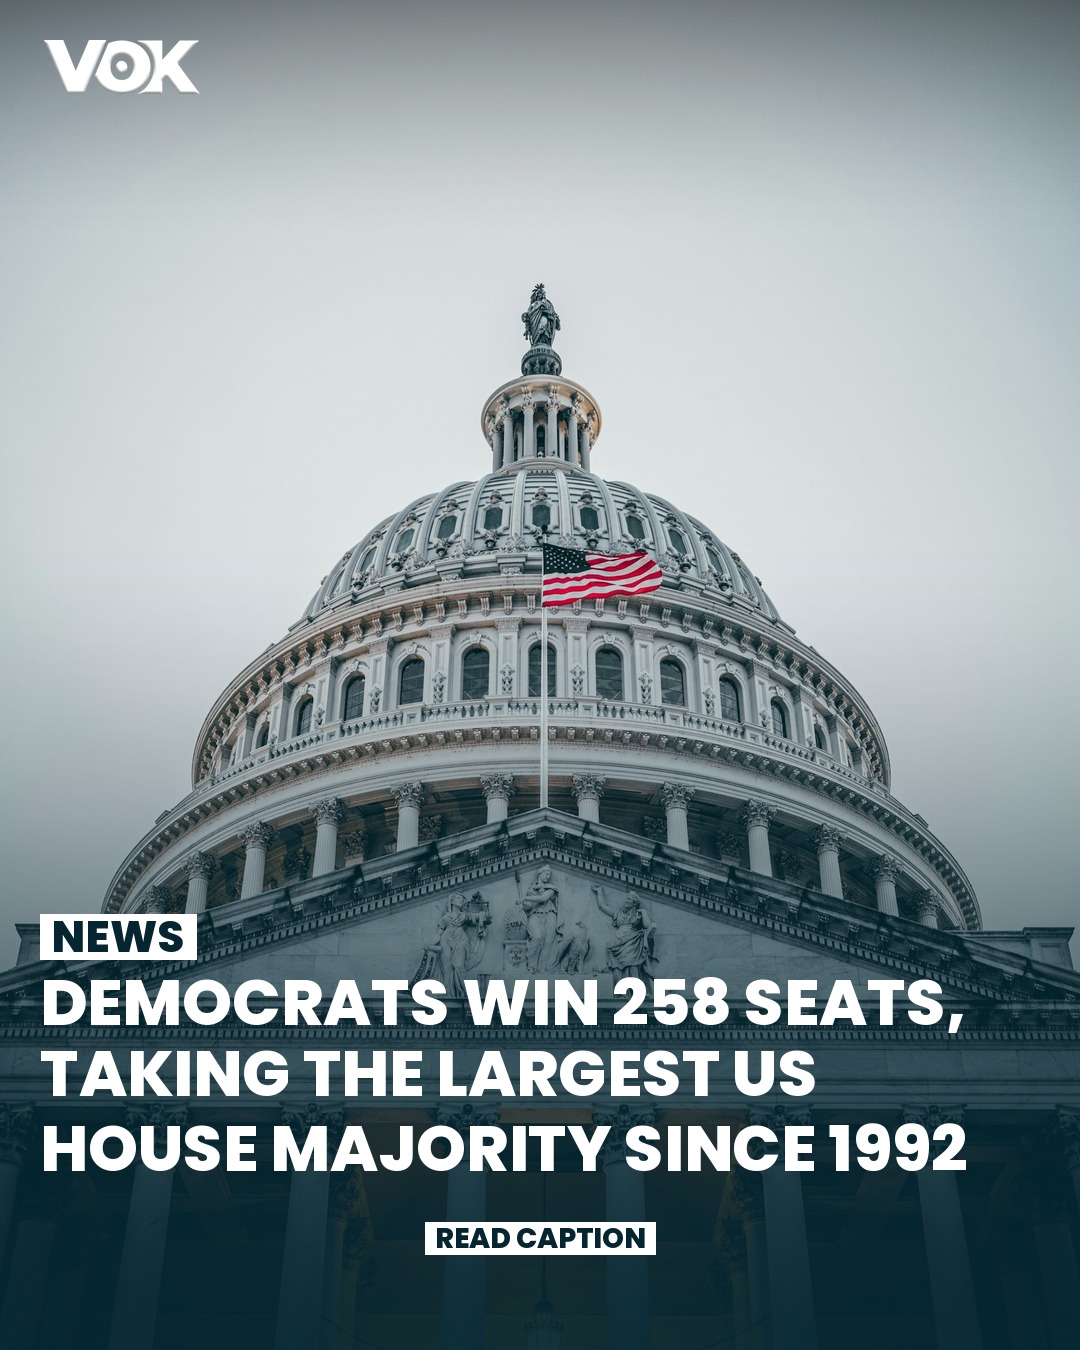 VOK
NEWS
DEMOCRATS WIN 258 SEATS,
TAKING THE LARGEST US
HOUSE MAJORITY SINCE 1992
READ CAPTION